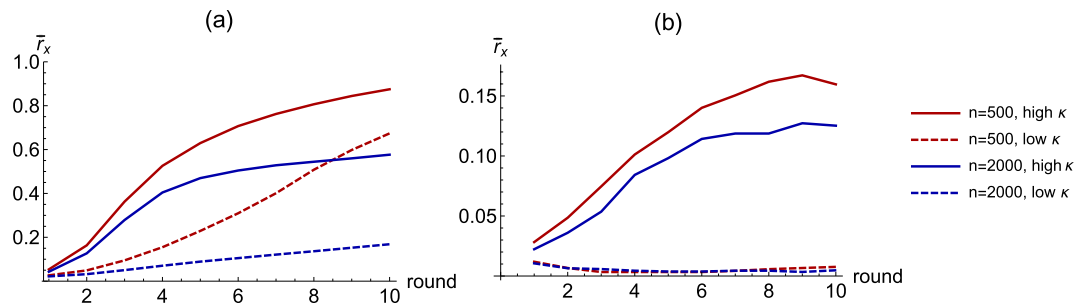 (a)
r̄ₓ
1.0
0.8
0.6
0.4
0.2
2 4 6 8 10
round
(b)
r̄ₓ
0.15
0.10
0.05
2 4 6 8 10
round
n=500, high κ
n=500, low κ
n=2000, high κ
n=2000, low κ